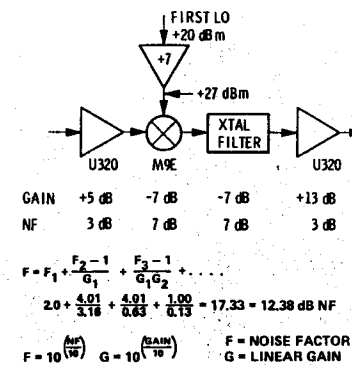 FIRST LO
+20 dBm
+7
+27 dBm
XTAL
FILTER
U320
M9E
U320
GAIN +5 dB -7 dB -7 dB +13 dB
NF 3 dB 7 dB 7 dB 3 dB
F = F1 + F2 - 1 / G1 + F3 - 1 / G1G2 + . . . .
2.0 + 4.01 / 3.16 + 4.01 / 0.63 + 1.00 / 0.13 = 17.33 = 12.38 dB NF
F = 10 (NF/10) G = 10 (GAIN/10) F = NOISE FACTOR
G = LINEAR GAIN